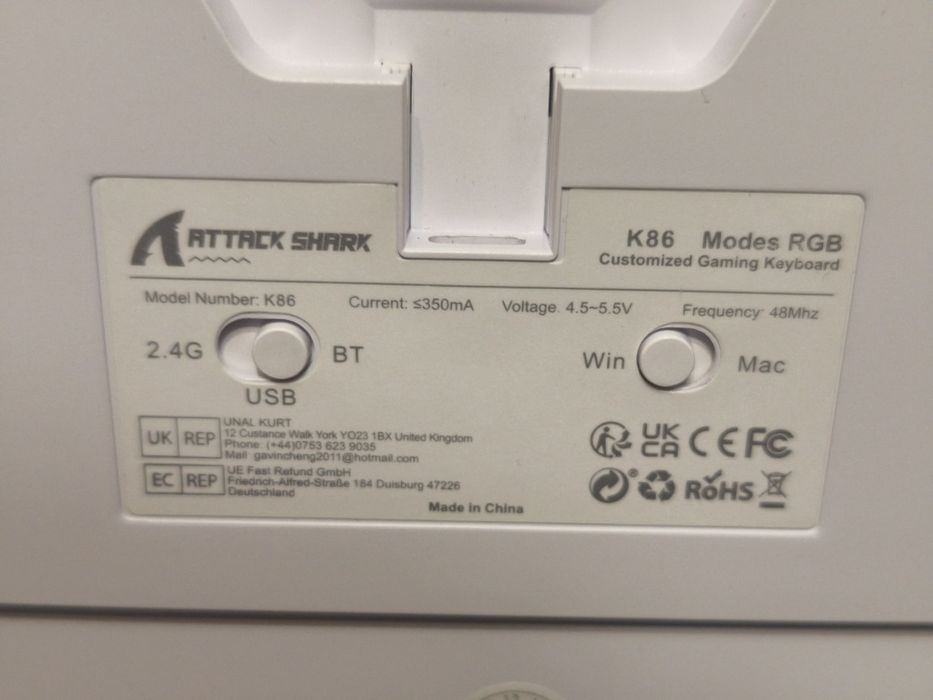 ATTACK SHARK
K86 Modes RGB
Customized Gaming Keyboard
Model Number: K86 Current: ≤350mA Voltage 4.5~5.5V Frequency 48Mhz
2.4G BT
USB
Win Mac
UK REP
UNAL KURT
12 Custance Walk York YO23 1BX United Kingdom
Phone: (+44)0753 623 9035
Mail gavincheng2011@hotmail.com
EC REP
UE Fast Refund GmbH
Friedrich-Alfred-Straße 184 Duisburg 47226
Deutschland
Made in China
UK
CA
CE
FC
®
RoHS